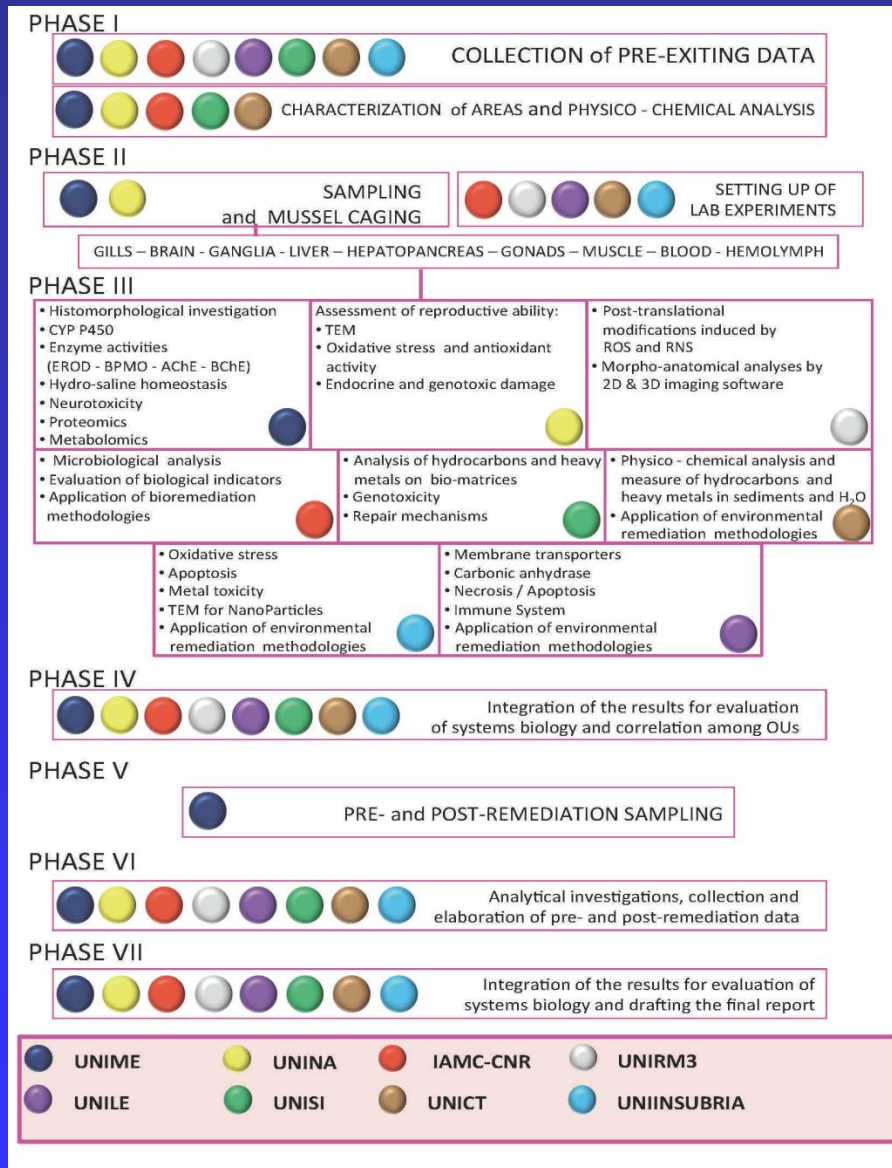 PHASE I
COLLECTION of PRE-EXITING DATA
CHARACTERIZATION of AREAS and PHYSICO - CHEMICAL ANALYSIS
PHASE II
SAMPLING
and MUSSEL CAGING
SETTING UP OF
LAB EXPERIMENTS
GILLS – BRAIN - GANGLIA - LIVER – HEPATOPANCREAS – GONADS – MUSCLE – BLOOD - HEMOLYMPH
PHASE III
• Histomorphological investigation
• CYP P450
• Enzyme activities
(EROD - BPMO - AChE - BChE)
• Hydro-saline homeostasis
• Neurotoxicity
• Proteomics
• Metabolomics
Assessment of reproductive ability:
• TEM
• Oxidative stress and antioxidant
activity
• Endocrine and genotoxic damage
• Post-translational
modifications induced by
ROS and RNS
• Morpho-anatomical analyses by
2D & 3D imaging software
• Microbiological analysis
• Evaluation of biological indicators
• Application of bioremediation
methodologies
• Analysis of hydrocarbons and heavy
metals on bio-matrices
• Genotoxicity
• Repair mechanisms
• Physico - chemical analysis and
measure of hydrocarbons and
heavy metals in sediments and H₂O
• Application of environmental
remediation methodologies
• Oxidative stress
• Apoptosis
• Metal toxicity
• TEM for NanoParticles
• Application of environmental
remediation methodologies
• Membrane transporters
• Carbonic anhydrase
• Necrosis / Apoptosis
• Immune System
• Application of environmental
remediation methodologies
PHASE IV
Integration of the results for evaluation
of systems biology and correlation among OUs
PHASE V
PRE- and POST-REMEDIATION SAMPLING
PHASE VI
Analytical investigations, collection and
elaboration of pre- and post-remediation data
PHASE VII
Integration of the results for evaluation of
systems biology and drafting the final report
UNIME UNINA IAMC-CNR UNIRM3
UNILE UNISI UNICT UNIINSUBRIA